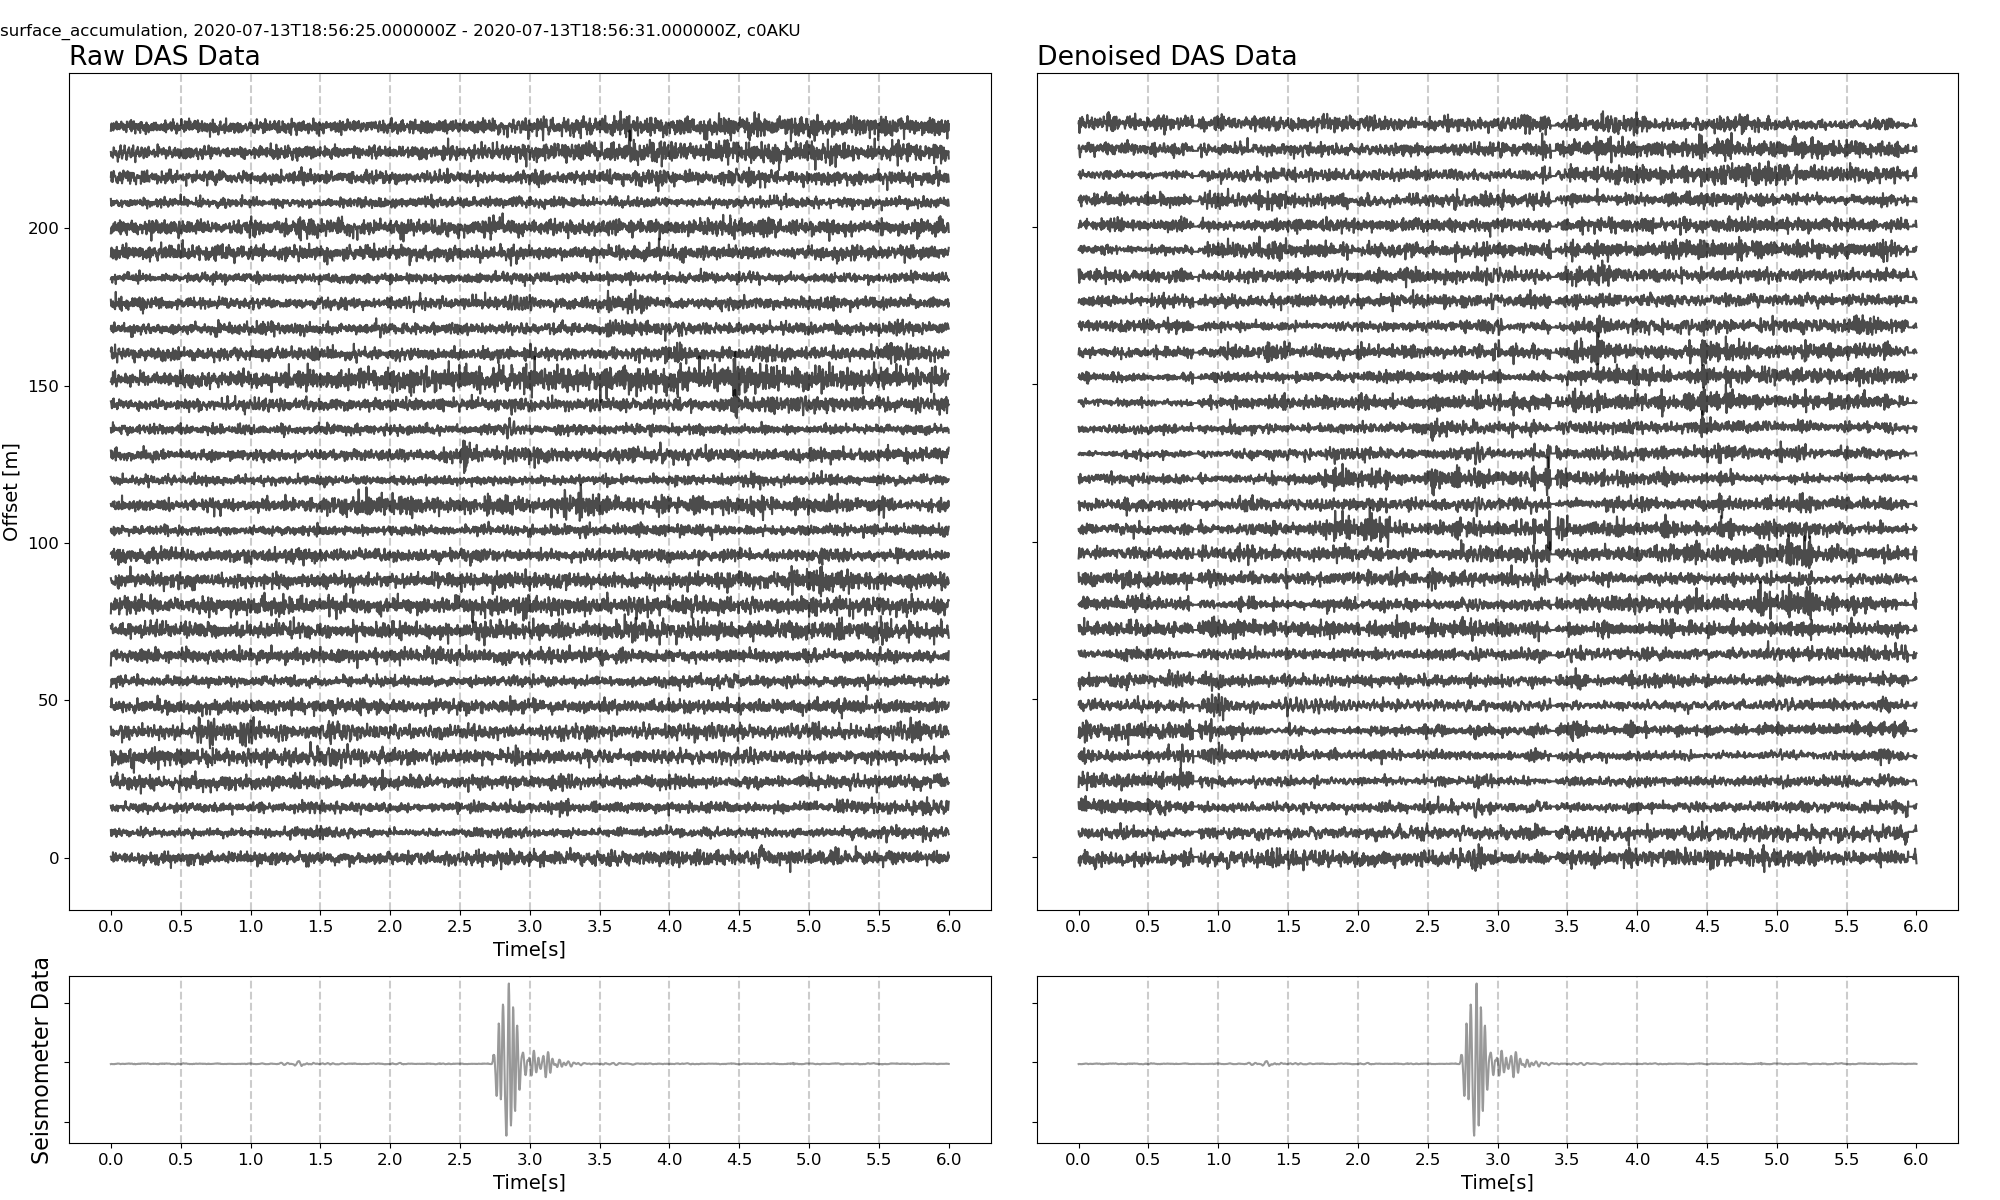 surface_accumulation, 2020-07-13T18:56:25.000000Z - 2020-07-13T18:56:31.000000Z, c0AKU
Raw DAS Data
Denoised DAS Data
Offset [m]
200
150
100
50
0
0.0 0.5 1.0 1.5 2.0 2.5 3.0 3.5 4.0 4.5 5.0 5.5 6.0
Time[s]
0.0 0.5 1.0 1.5 2.0 2.5 3.0 3.5 4.0 4.5 5.0 5.5 6.0
Seismometer Data
0.0 0.5 1.0 1.5 2.0 2.5 3.0 3.5 4.0 4.5 5.0 5.5 6.0
Time[s]
0.0 0.5 1.0 1.5 2.0 2.5 3.0 3.5 4.0 4.5 5.0 5.5 6.0
Time[s]